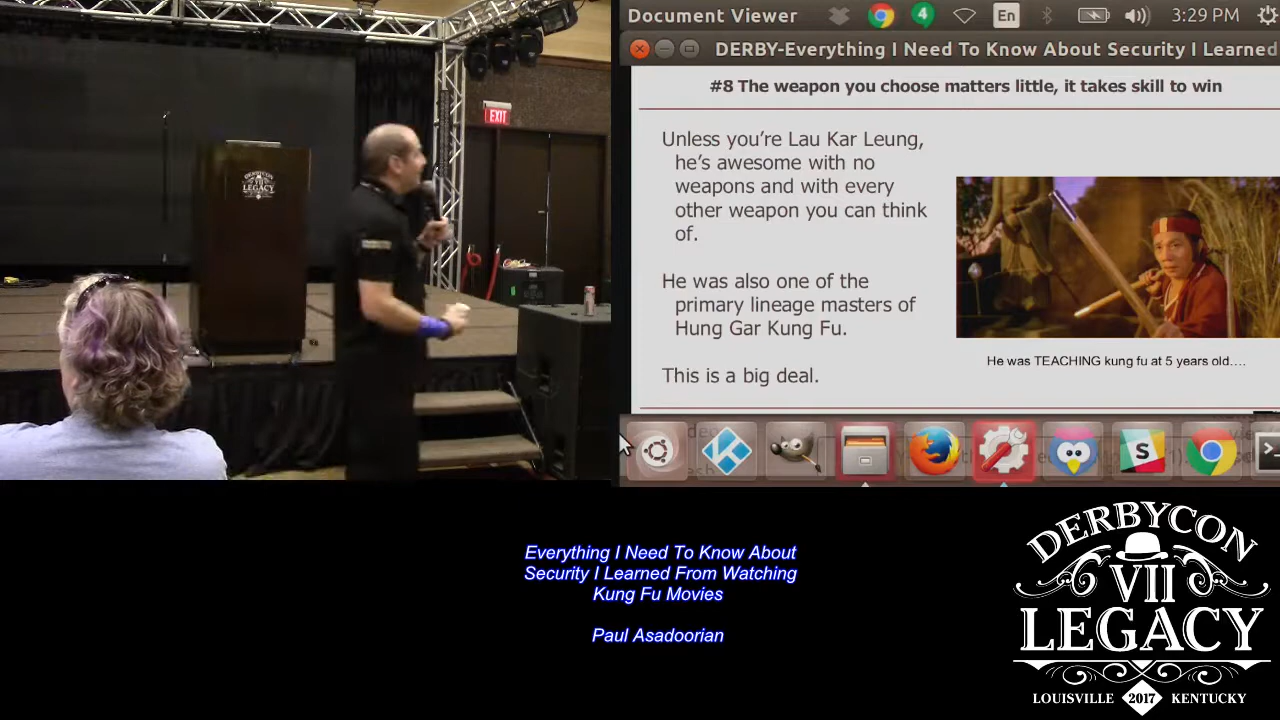 Document Viewer
4
En
3:29 PM
DERBY-Everything I Need To Know About Security I Learned
#8 The weapon you choose matters little, it takes skill to win
EXIT
LEGACY
Unless you're Lau Kar Leung,
he's awesome with no
weapons and with every
other weapon you can think
of.
He was also one of the
primary lineage masters of
Hung Gar Kung Fu.
This is a big deal.
He was TEACHING kung fu at 5 years old....
S
>_
Everything I Need To Know About
Security I Learned From Watching
Kung Fu Movies
Paul Asadoorian
DERBYCON
VII
LEGACY
LOUISVILLE 2017 KENTUCKY